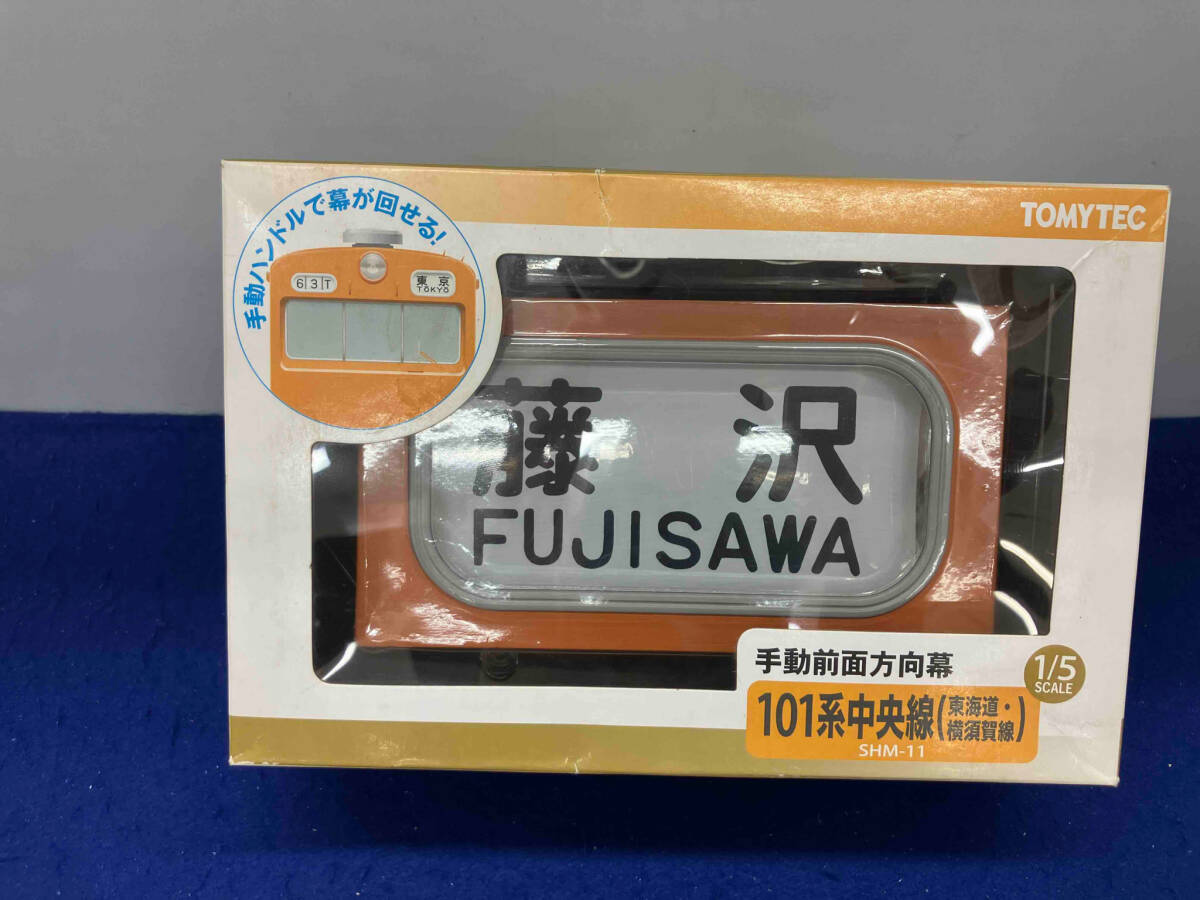 手動ハンドルで幕が回せる!
6 3 T
東京
TOKYO
TOMYTEC
藤沢
FUJISAWA
手動前面方向幕
1/5
SCALE
101系中央線(東海道・
横須賀線)
SHM-11